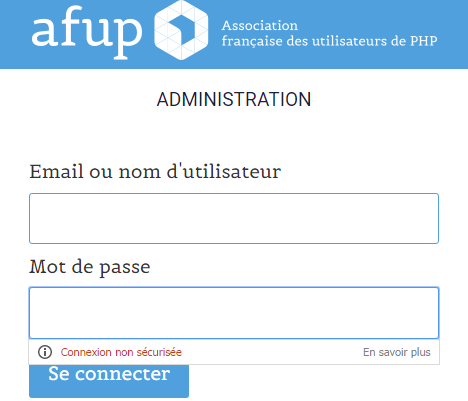 afup
Association
française des utilisateurs de PHP
ADMINISTRATION
Email ou nom d'utilisateur
Mot de passe
Connexion non sécurisée En savoir plus
Se connecter